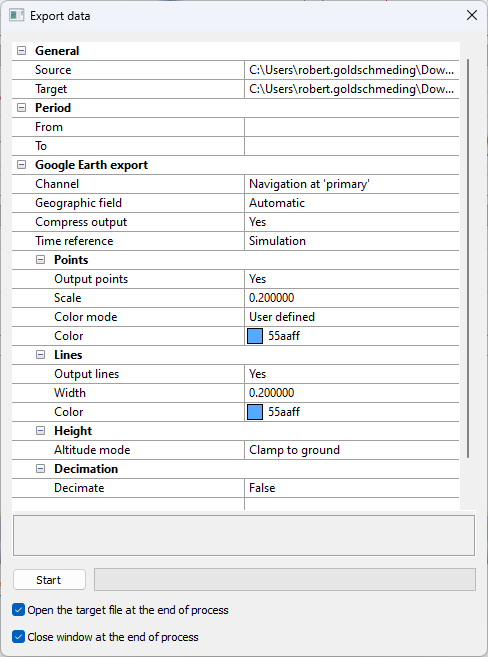 Export data
General
Source C:\Users\robert.goldschmeding\Dow...
Target C:\Users\robert.goldschmeding\Dow...
Period
From
To
Google Earth export
Channel Navigation at 'primary'
Geographic field Automatic
Compress output Yes
Time reference Simulation
Points
Output points Yes
Scale 0.200000
Color mode User defined
Color 55aaff
Lines
Output lines Yes
Width 0.200000
Color 55aaff
Height
Altitude mode Clamp to ground
Decimation
Decimate False
Start
Open the target file at the end of process
Close window at the end of process